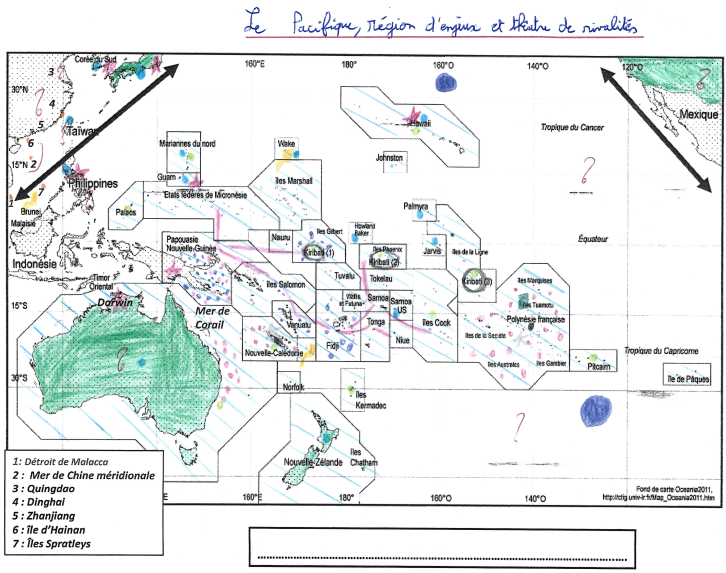 Le Pacifique, région d'enjeux et théâtre de rivalités
Corée du Sud
160°E
180°
160°O
140°O
120°O
30°N
3
4
5
6
2
7
Taïwan
Hawaii
Mexique
Tropique du Cancer
Mariannes du nord
Wake
Johnston
15°N
Guam
Philippines
Îles Marshall
Etats fédérés de Micronésie
Palaos
Palmyra
Brunei
Malaisie
Nauru
Îles Gilbert
Howland
Baker
Jarvis
Îles de la Ligne
Équateur
Indonésie
Papouasie
Nouvelle-Guinée
Kiribati (1)
Îles Phoenix
Kiribati (2)
Kiribati (3)
Timor
Oriental
Îles Salomon
Tuvalu
Tokelau
Îles Marquises
Darwin
Mer de
Corail
Wallis
et Futuna
Samoa
Samoa
US
Îles Tuamotu
15°S
Vanuatu
Îles Cook
Polynésie française
Fidji
Tonga
Niue
Îles de la Société
Nouvelle-Calédonie
Tropique du Capricorne
Îles Australes
Îles Gambier
Pitcairn
Île de Pâques
30°S
Norfolk
Îles
Kermadec
Nouvelle-Zélande
Îles
Chatham
1: Détroit de Malacca
2 : Mer de Chine méridionale
3 : Quingdao
4 : Dinghai
5 : Zhanjiang
6 : île d'Hainan
7 : Îles Spratleys
160°E
180°
160°O
140°O
Fond de carte Oceania2011,
http://ctig.univ-lr.fr/Map_Oceania2011.htm